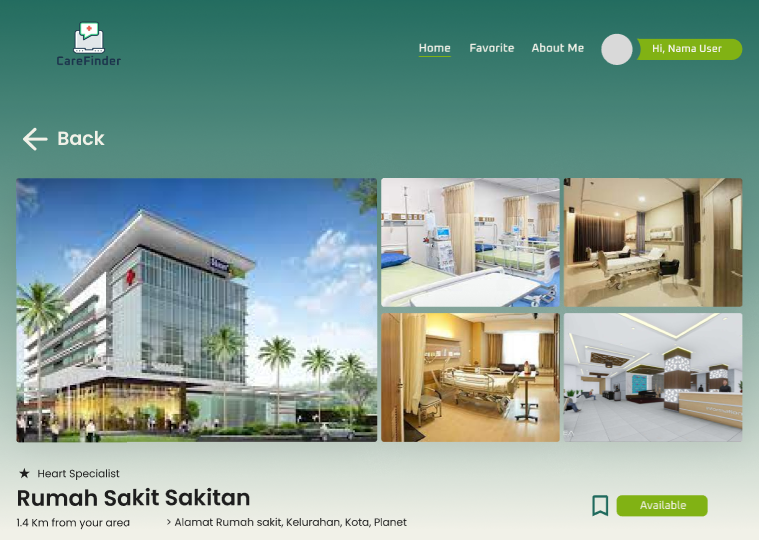 CareFinder
Home Favorite About Me Hi, Nama User
Back
Heart Specialist
Rumah Sakit Sakitan
Available
1.4 Km from your area > Alamat Rumah sakit, Kelurahan, Kota, Planet